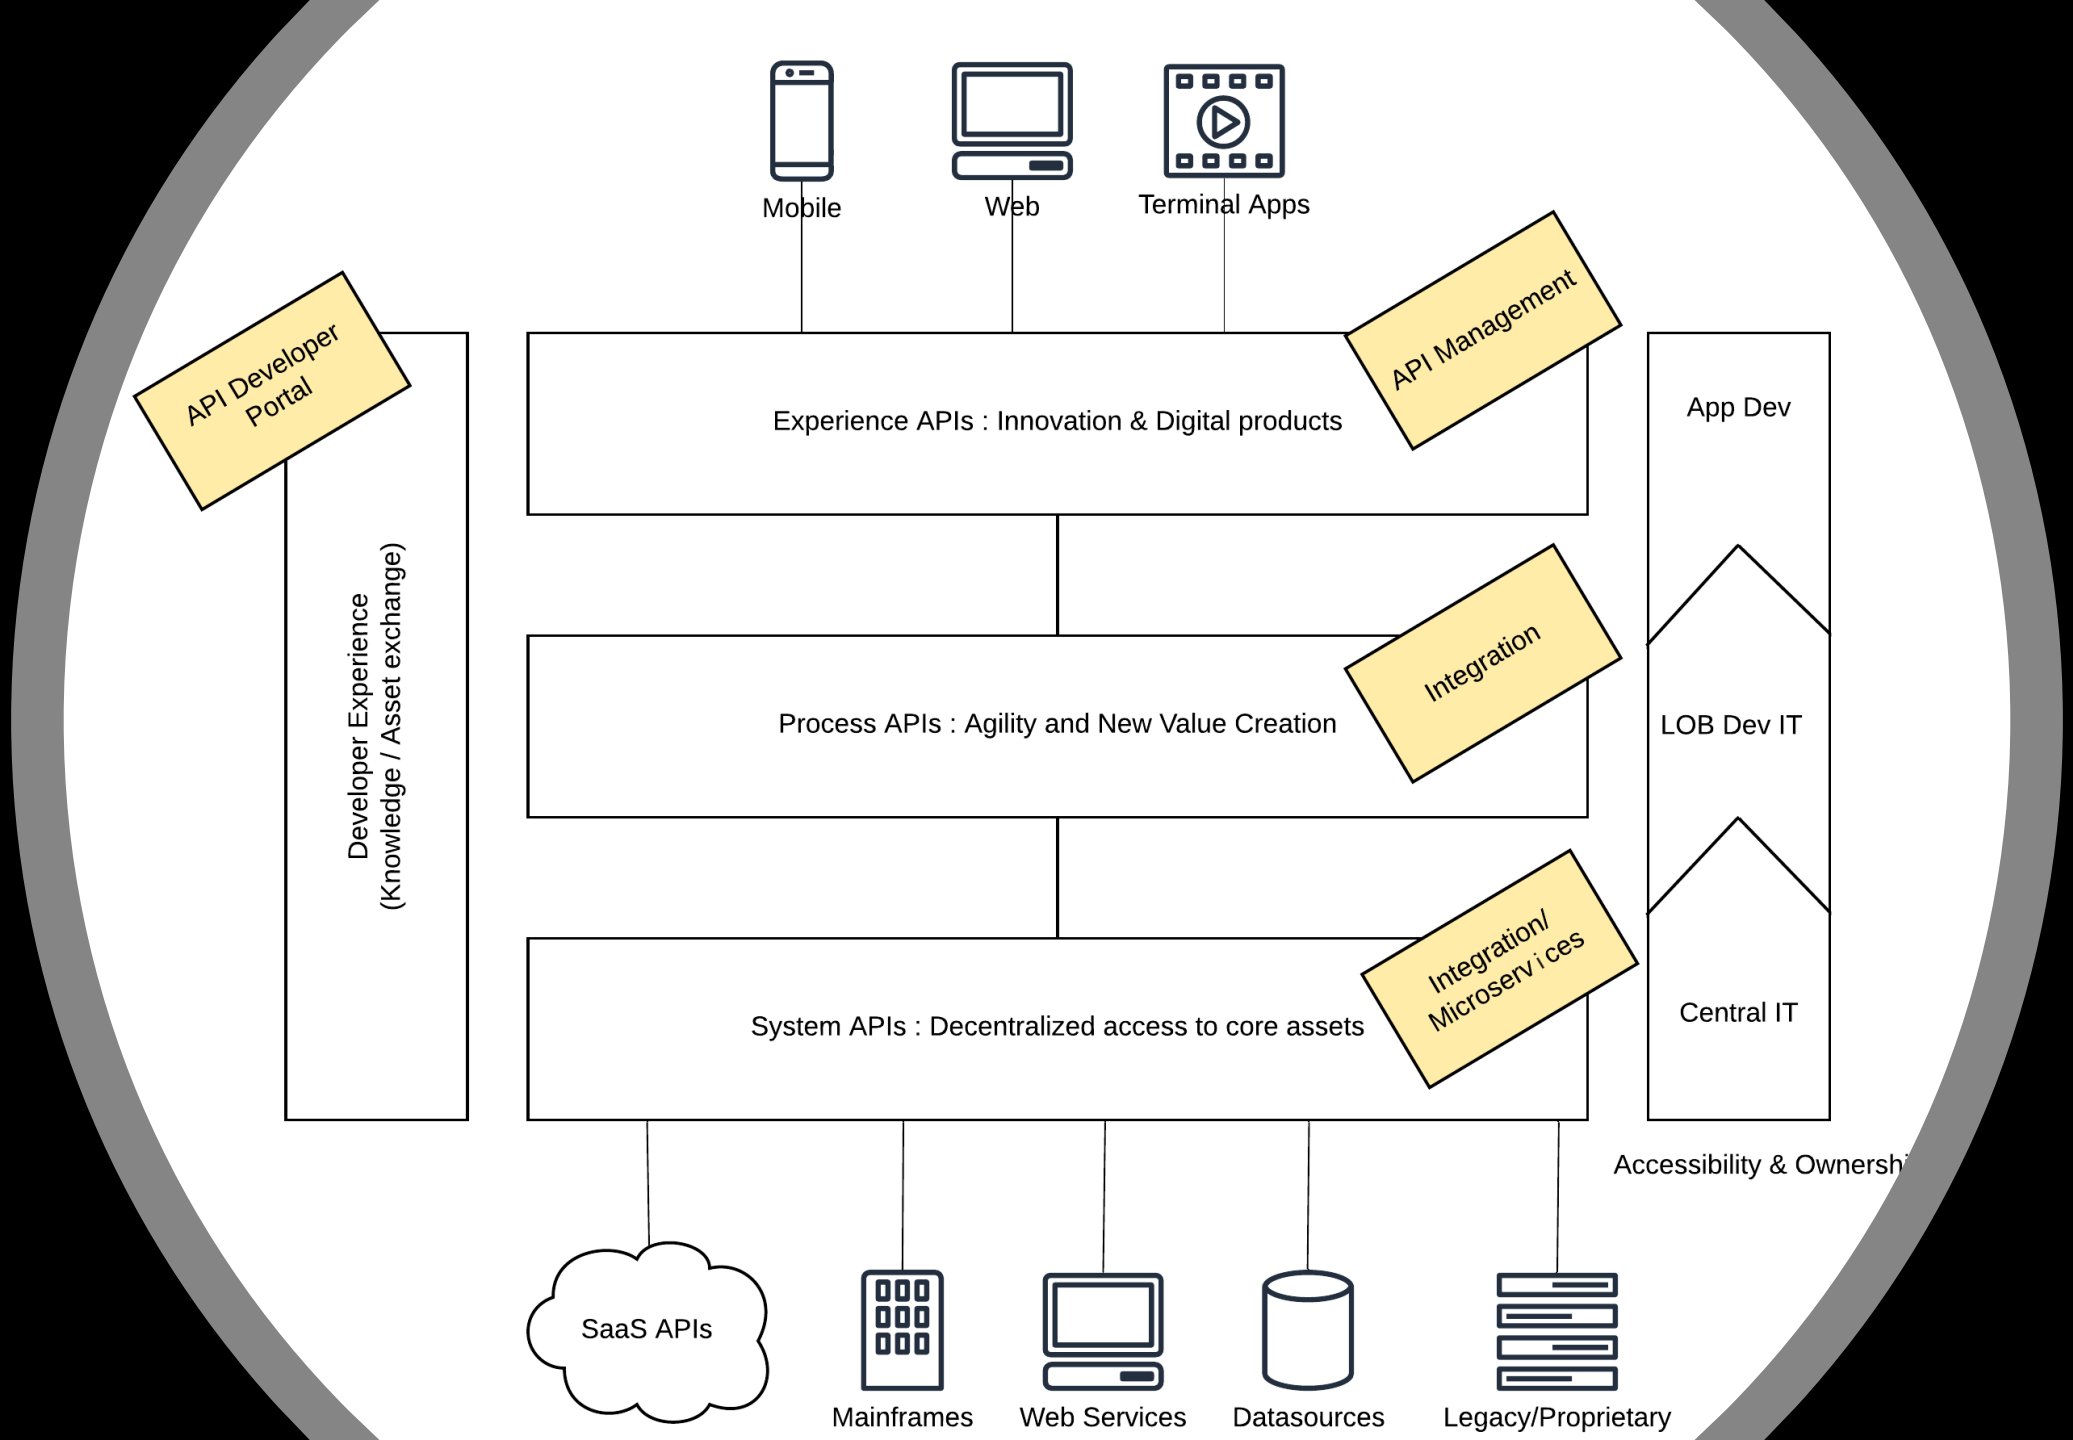 Mobile
Web
Terminal Apps
API Developer
Portal
API Management
Experience APIs : Innovation & Digital products
App Dev
Developer Experience
(Knowledge / Asset exchange)
Integration
Process APIs : Agility and New Value Creation
LOB Dev IT
Integration/
Microservices
System APIs : Decentralized access to core assets
Central IT
Accessibility & Ownershi
SaaS APIs
Mainframes
Web Services
Datasources
Legacy/Proprietary